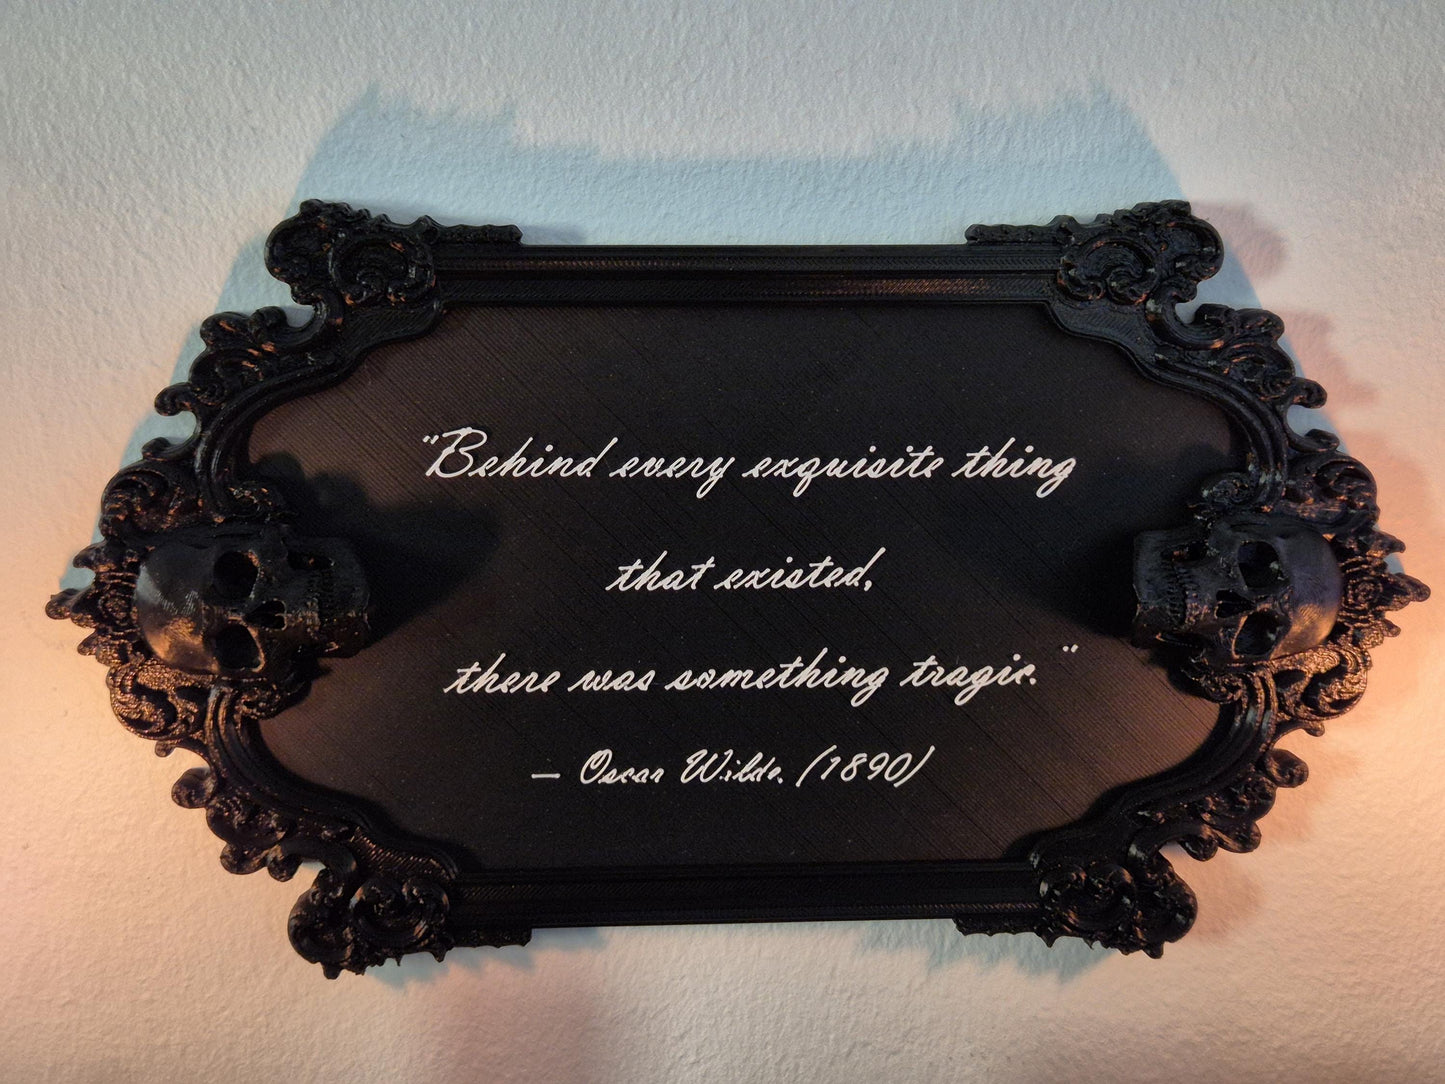 "Behind every exquisite thing
that existed,
there was something tragic."
— Oscar Wilde, (1890)